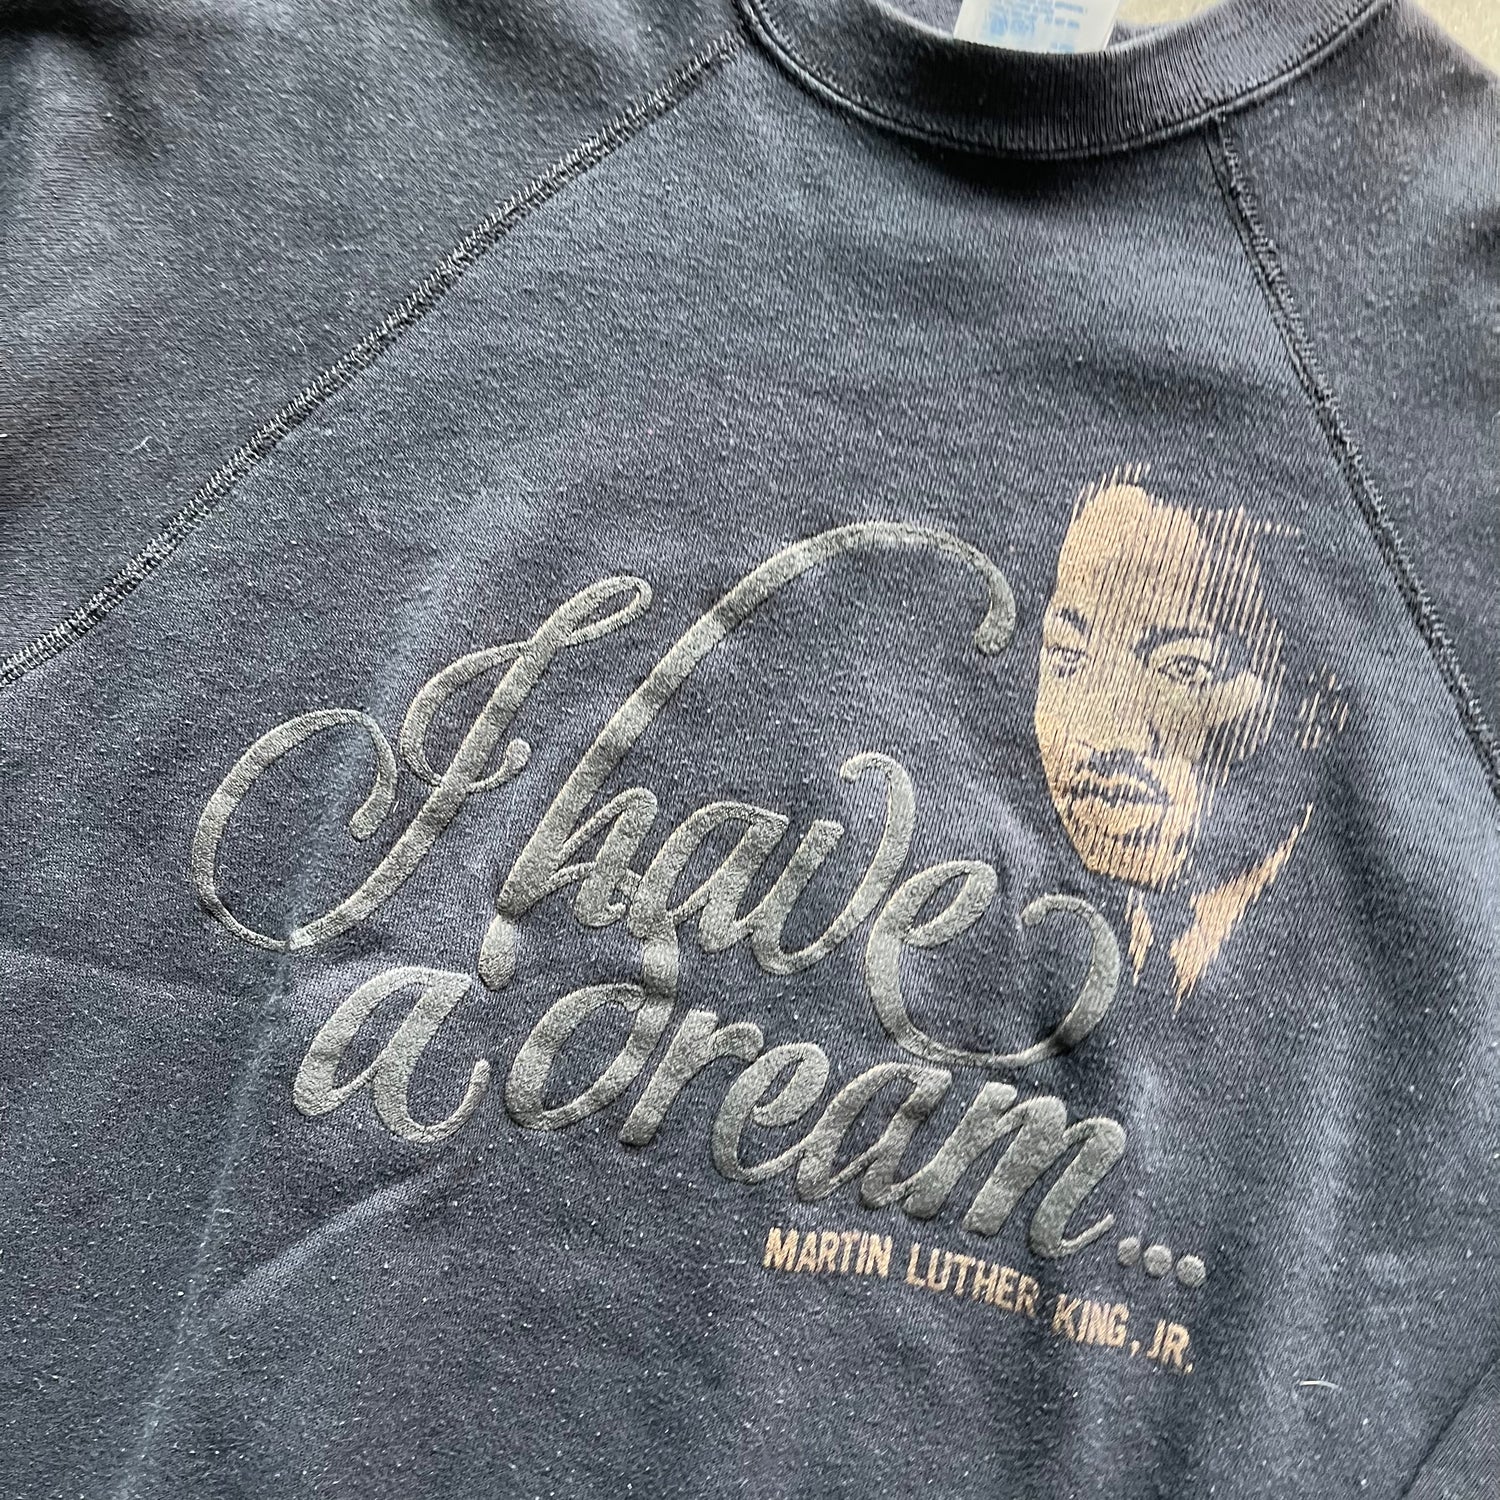 I have
a dream...
MARTIN LUTHER KING, JR.